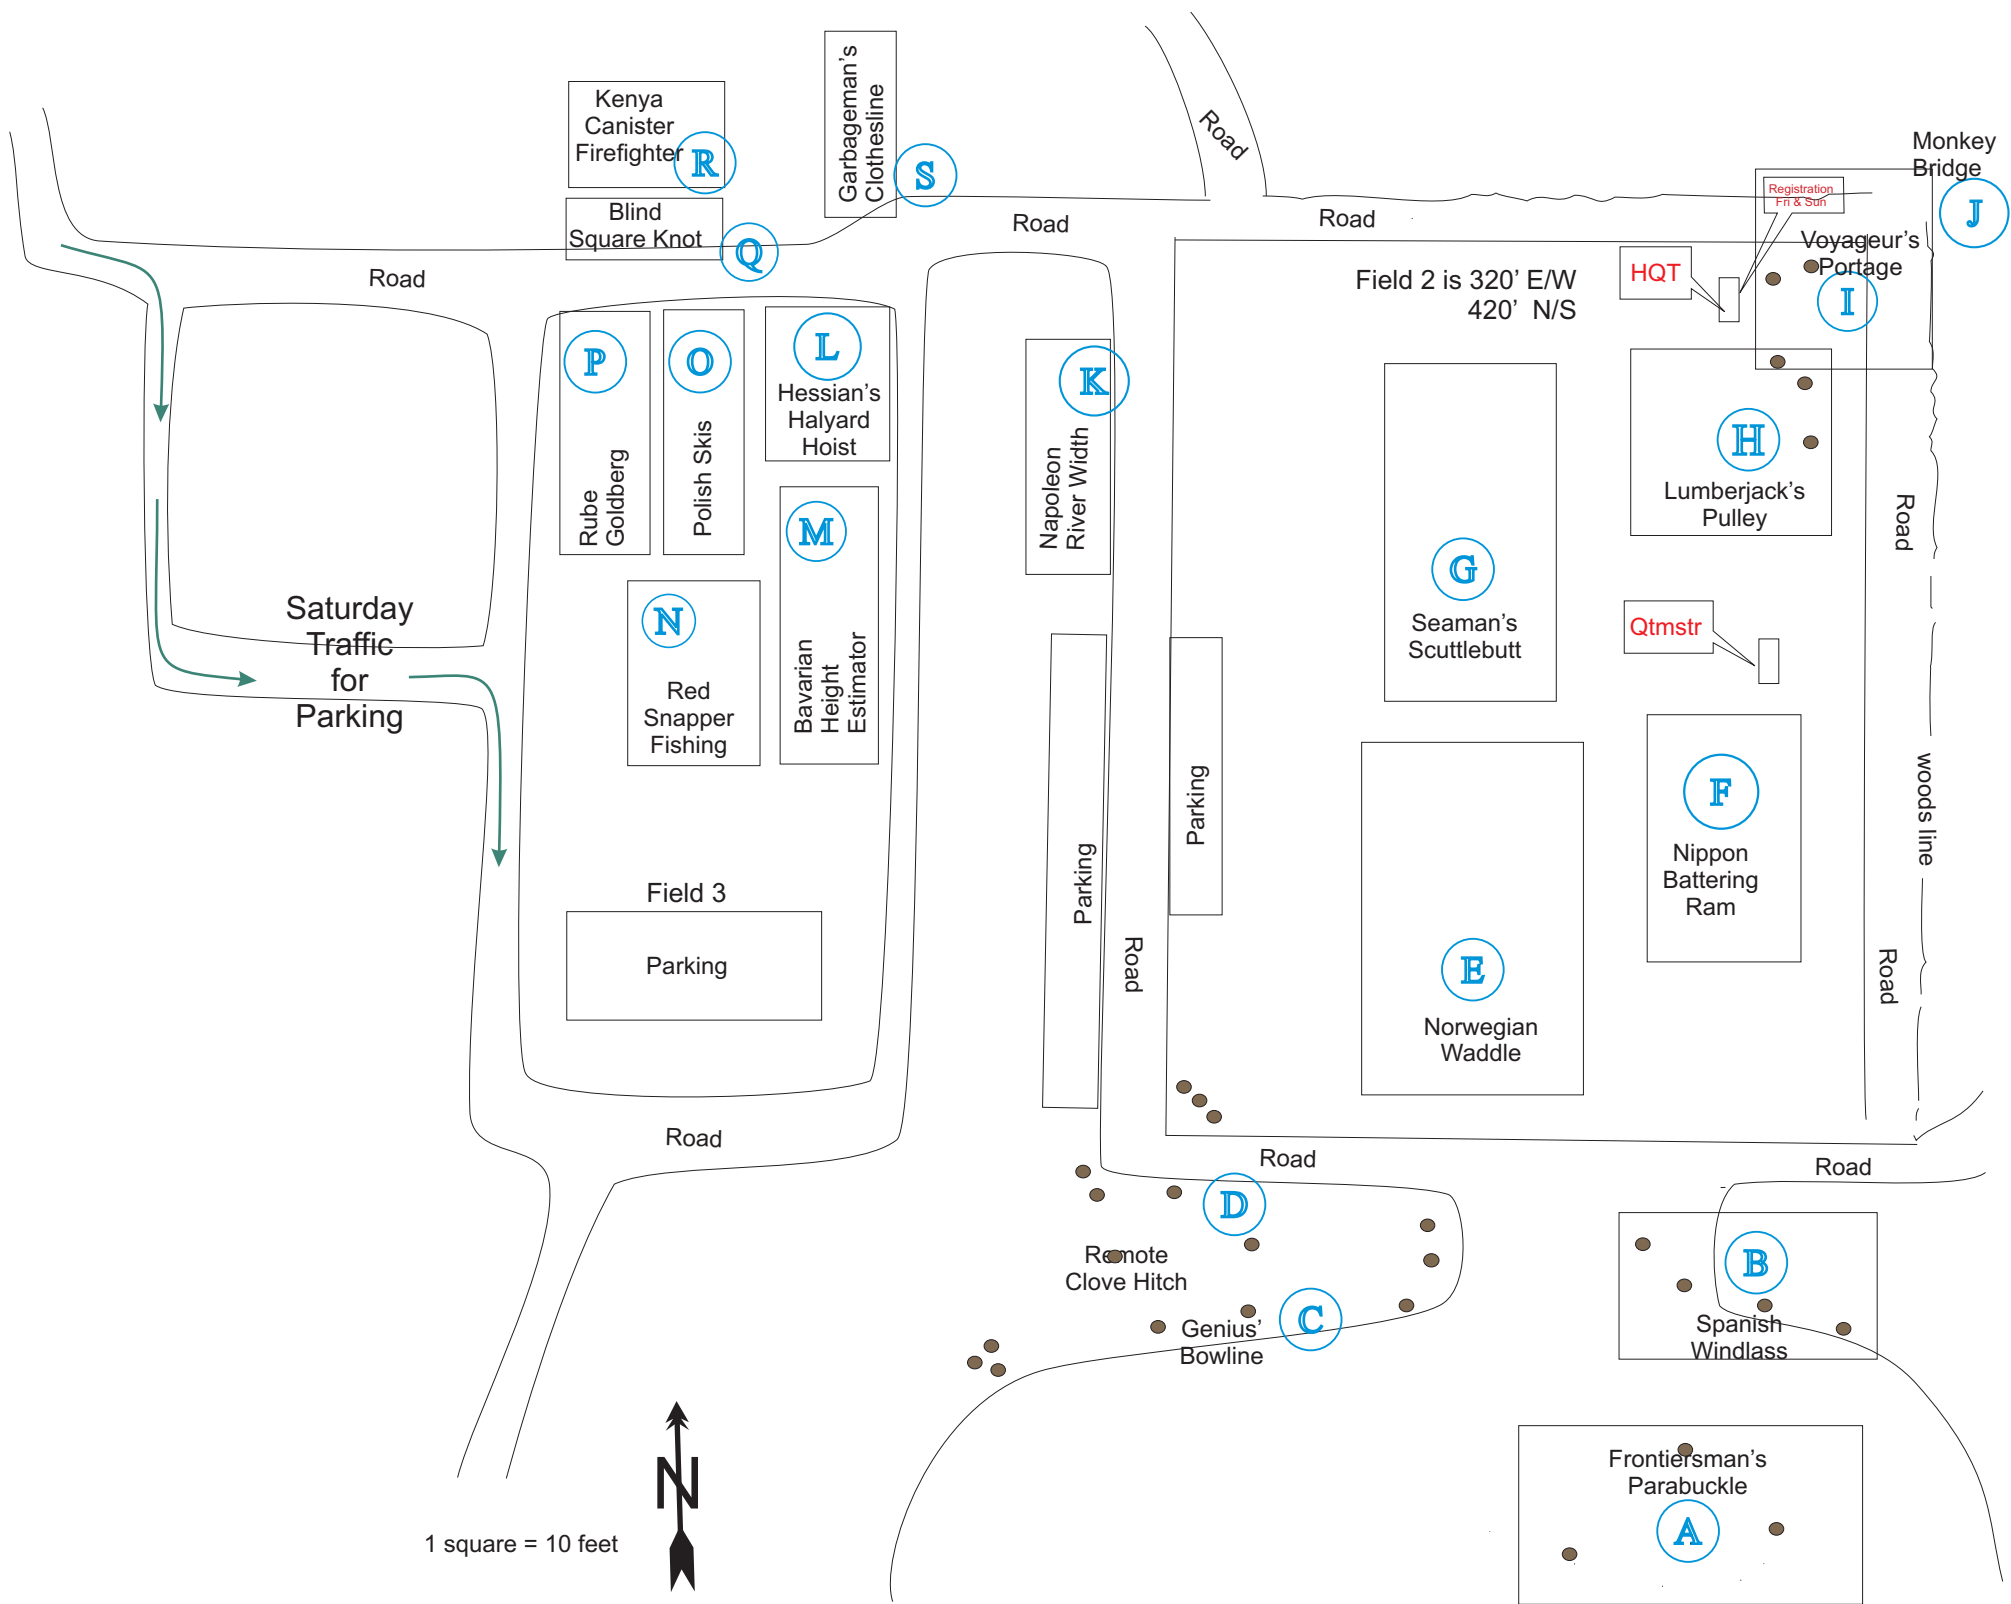 Kenya
Canister
Firefighter
R
Garbageman's
Clothesline
S
Road
Monkey
Bridge
J
Registration
Fri & Sun
Blind
Square Knot
Q
Road
Road
Road
Voyageur's
Portage
I
HQT
Field 2 is 320' E/W
420' N/S
P
Rube
Goldberg
O
Polish Skis
L
Hessian's
Halyard
Hoist
K
Napoleon
River Width
H
Lumberjack's
Pulley
Road
M
Bavarian
Height
Estimator
G
Seaman's
Scuttlebutt
N
Red
Snapper
Fishing
Saturday
Traffic
for
Parking
Qtmstr
F
Nippon
Battering
Ram
woods line
Parking
Parking
Field 3
Parking
Road
E
Norwegian
Waddle
Road
Road
Road
Road
D
Remote
Clove Hitch
C
Genius'
Bowline
B
Spanish
Windlass
Frontiersman's
Parabuckle
A
N
1 square = 10 feet